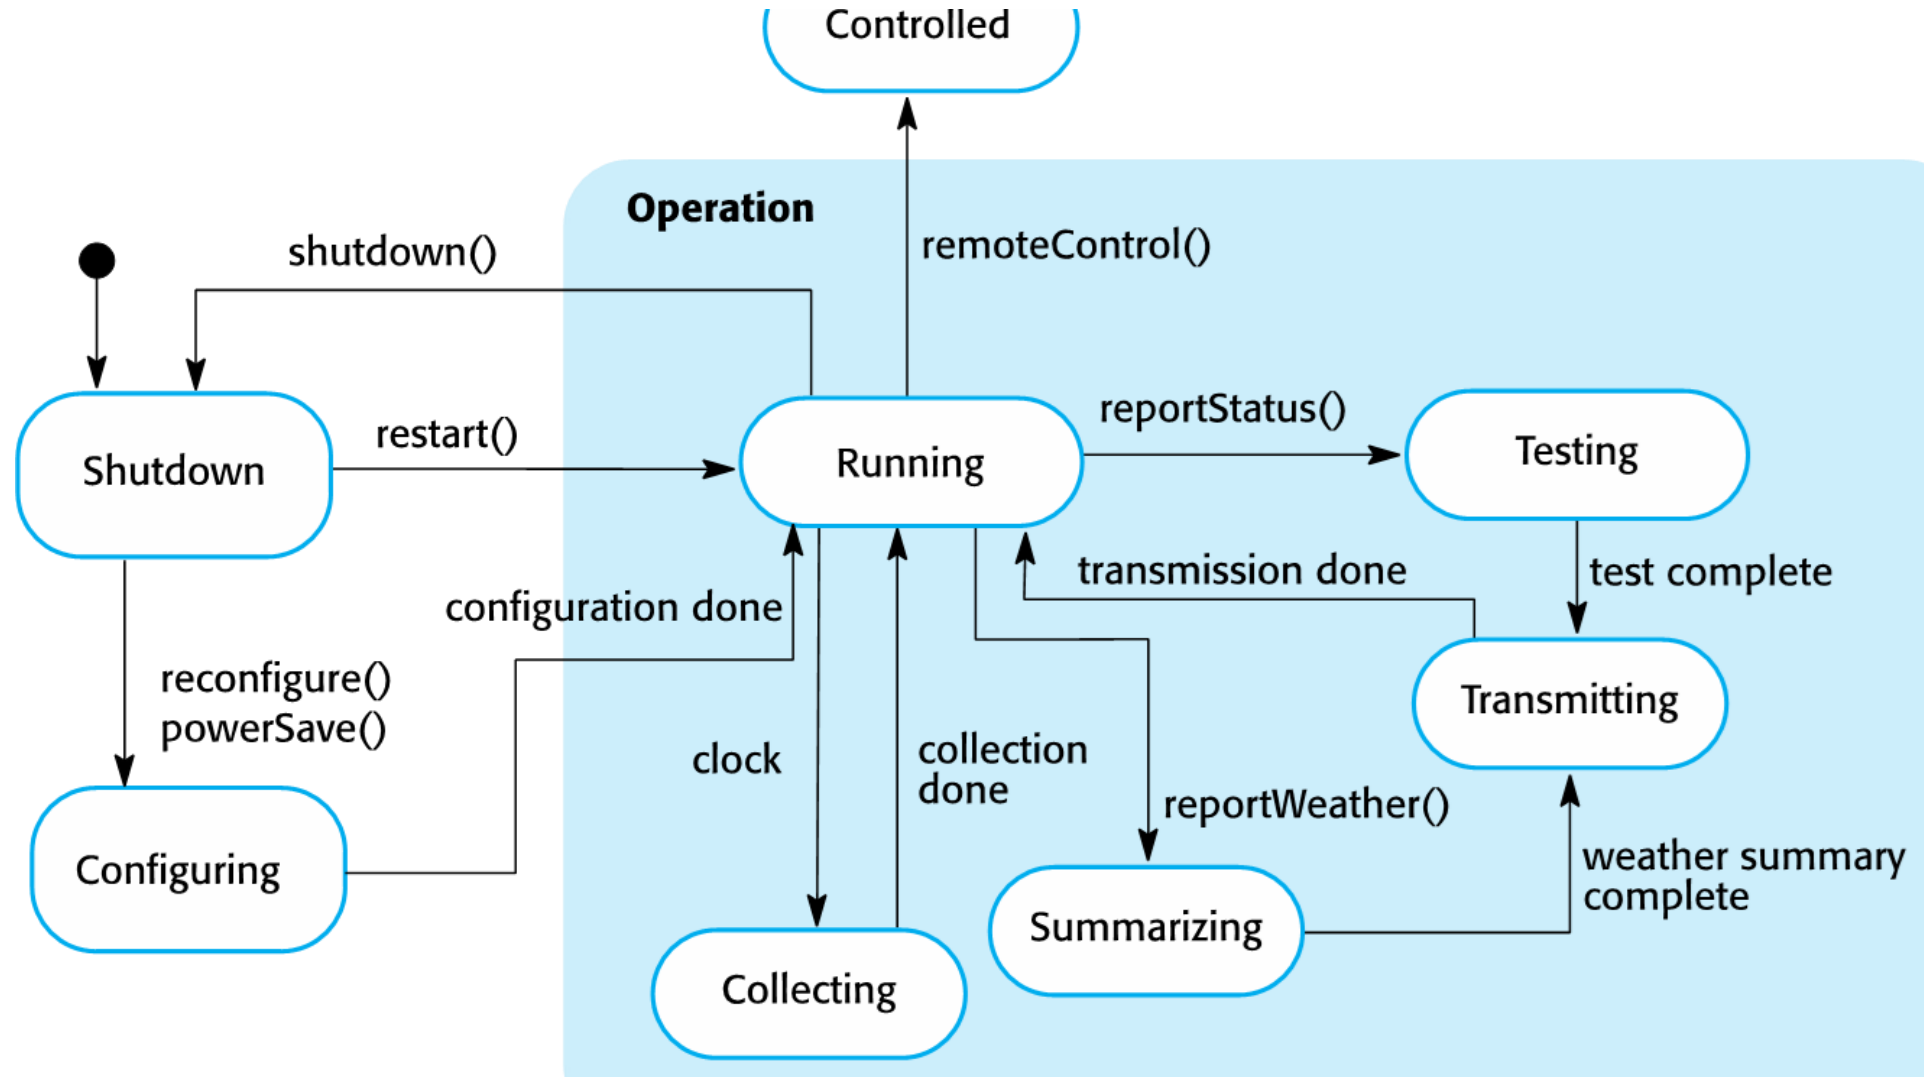 Controlled
Operation
shutdown()
remoteControl()
restart()
reportStatus()
Shutdown
Running
Testing
transmission done
test complete
configuration done
reconfigure()
powerSave()
Transmitting
clock
collection
done
reportWeather()
weather summary
complete
Configuring
Summarizing
Collecting